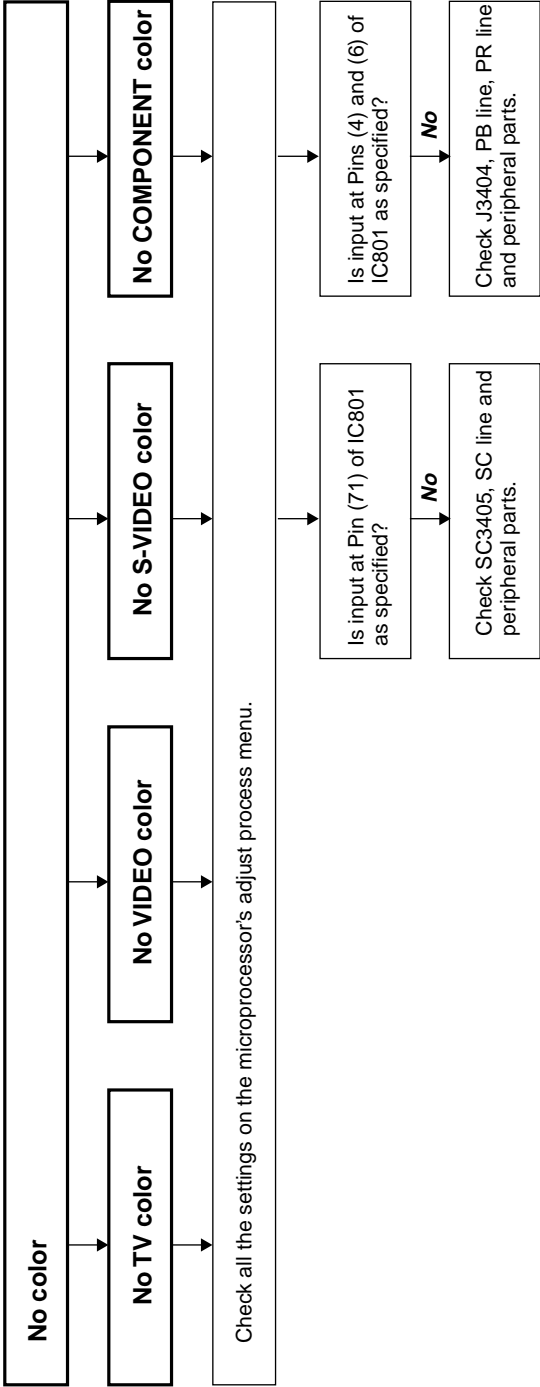 No color
No TV color
No VIDEO color
No S-VIDEO color
No COMPONENT color
Check all the settings on the microprocessor's adjust process menu.
Is input at Pin (71) of IC801
as specified?
Is input at Pins (4) and (6) of
IC801 as specified?
No
No
Check SC3405, SC line and
peripheral parts.
Check J3404, PB line, PR line
and peripheral parts.